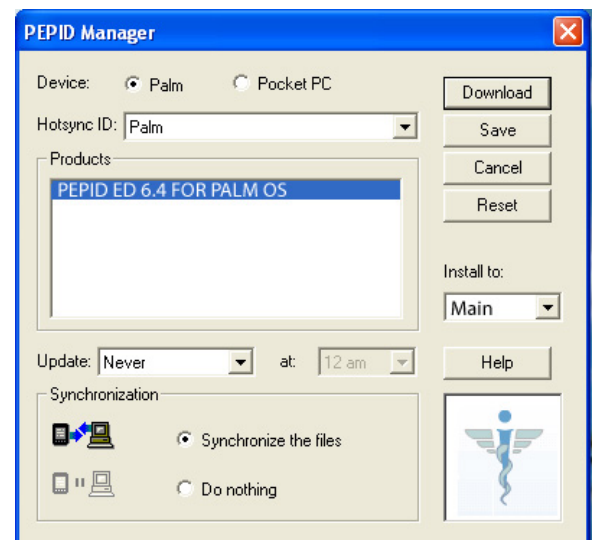 PEPID Manager
Device: Palm Pocket PC
Download
Hotsync ID: Palm
Save
Products
Cancel
PEPID ED 6.4 FOR PALM OS
Reset
Install to:
Main
Update: Never at: 12 am
Help
Synchronization
Synchronize the files
Do nothing